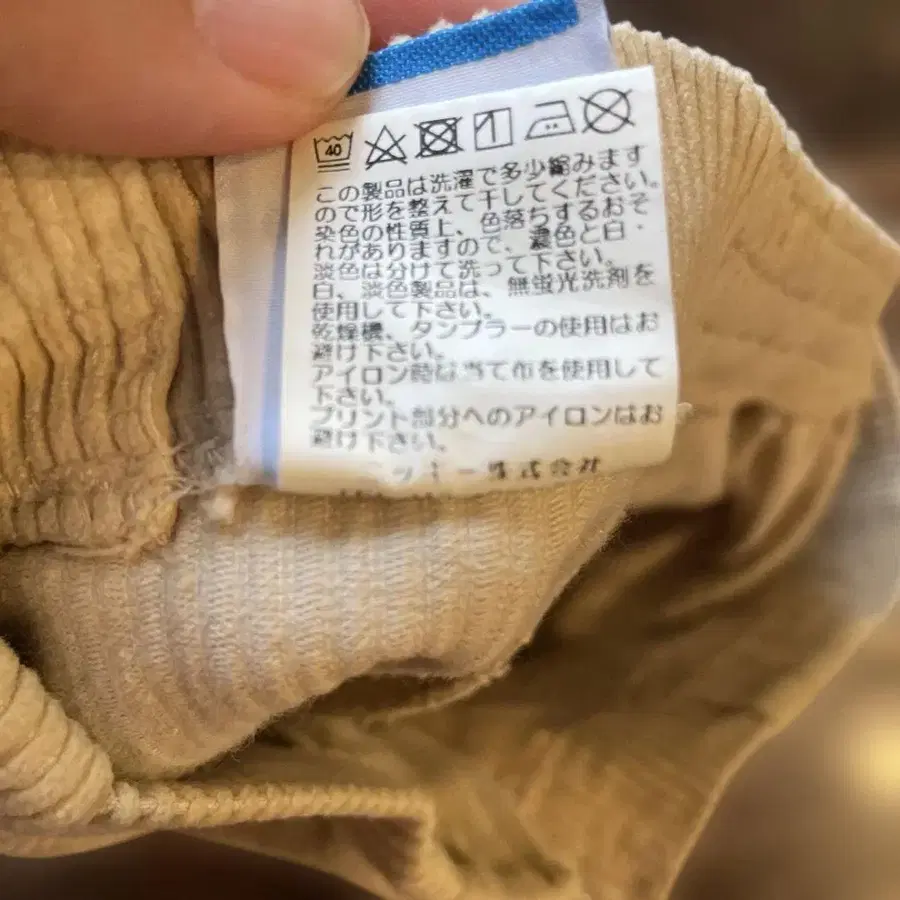 40
この製品は洗濯で多少縮みます
ので形を整えて干してください。
染色の性質上、色落ちするおそ
れがありますので、濃色と白・
淡色は分けて洗って下さい。
白、淡色製品は、無蛍光洗剤を
使用して下さい。
乾燥機、タンブラーの使用はお
避け下さい。
アイロン時は当て布を使用して
下さい。
プリント部分へのアイロンはお
避け下さい。
株式会社